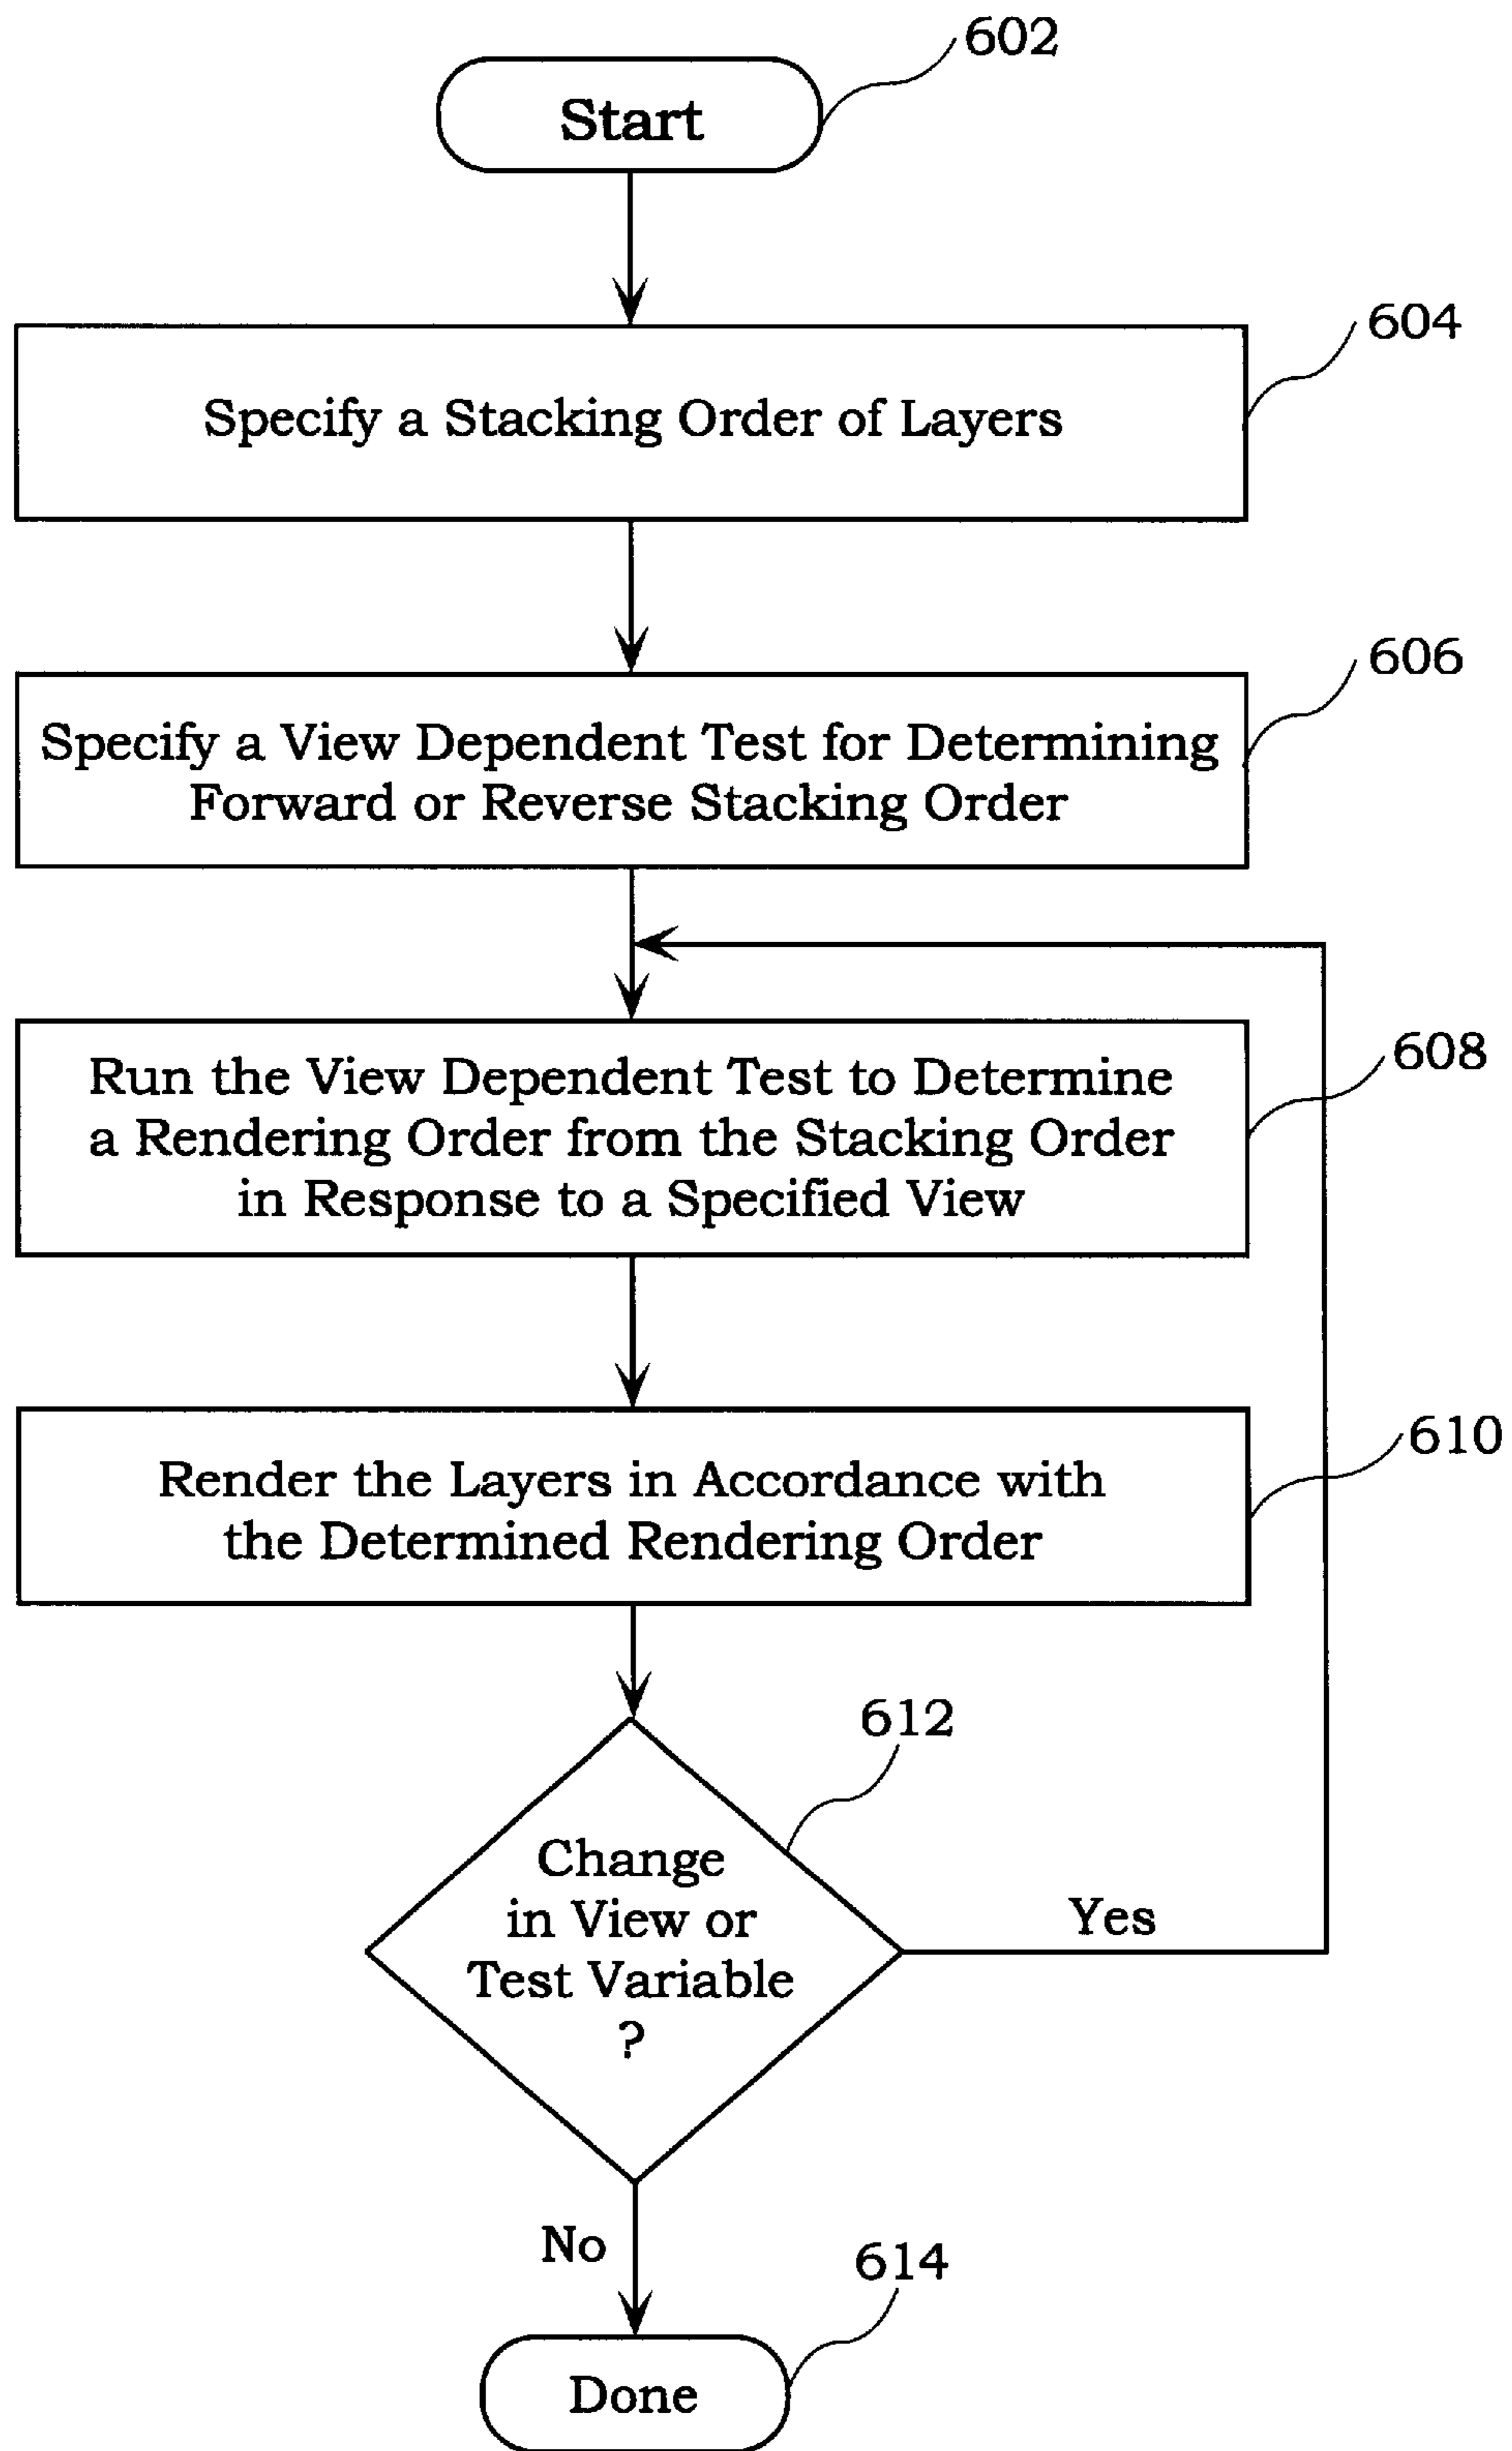 602
Start
604
Specify a Stacking Order of Layers
606
Specify a View Dependent Test for Determining
Forward or Reverse Stacking Order
608
Run the View Dependent Test to Determine
a Rendering Order from the Stacking Order
in Response to a Specified View
610
Render the Layers in Accordance with
the Determined Rendering Order
612
Change
in View or
Test Variable
?
Yes
No
614
Done